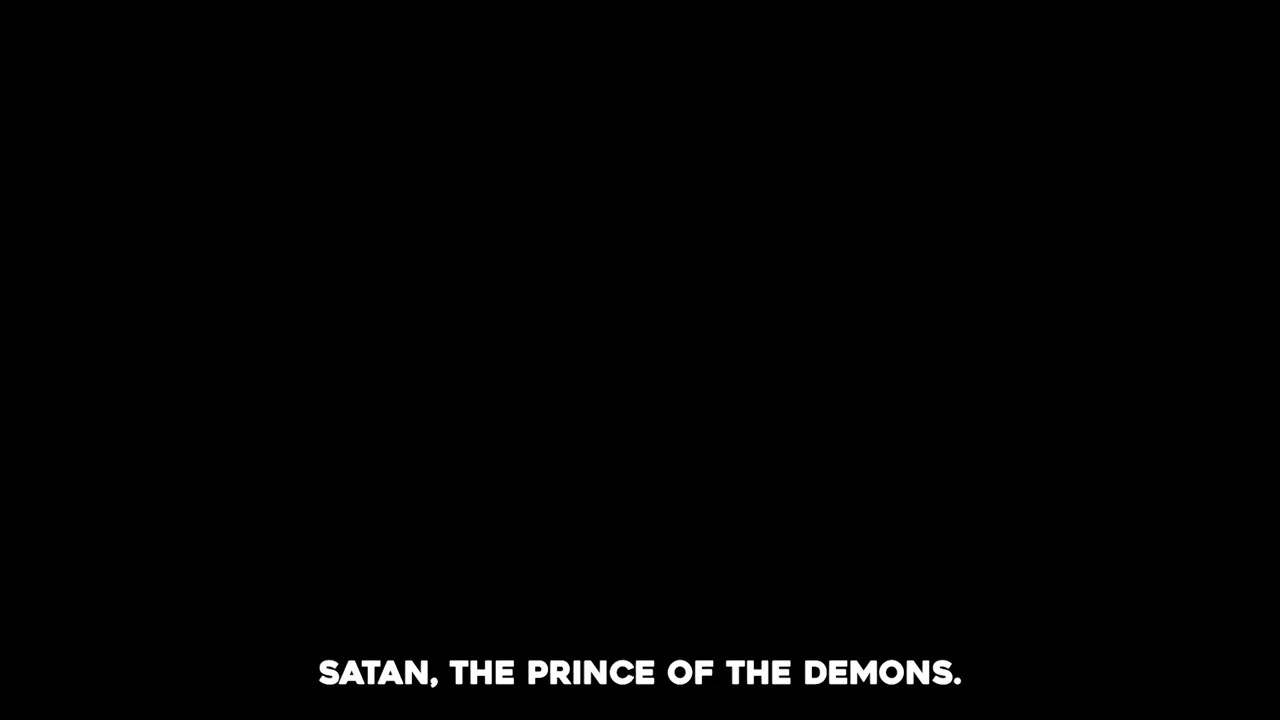 SATAN, THE PRINCE OF THE DEMONS.